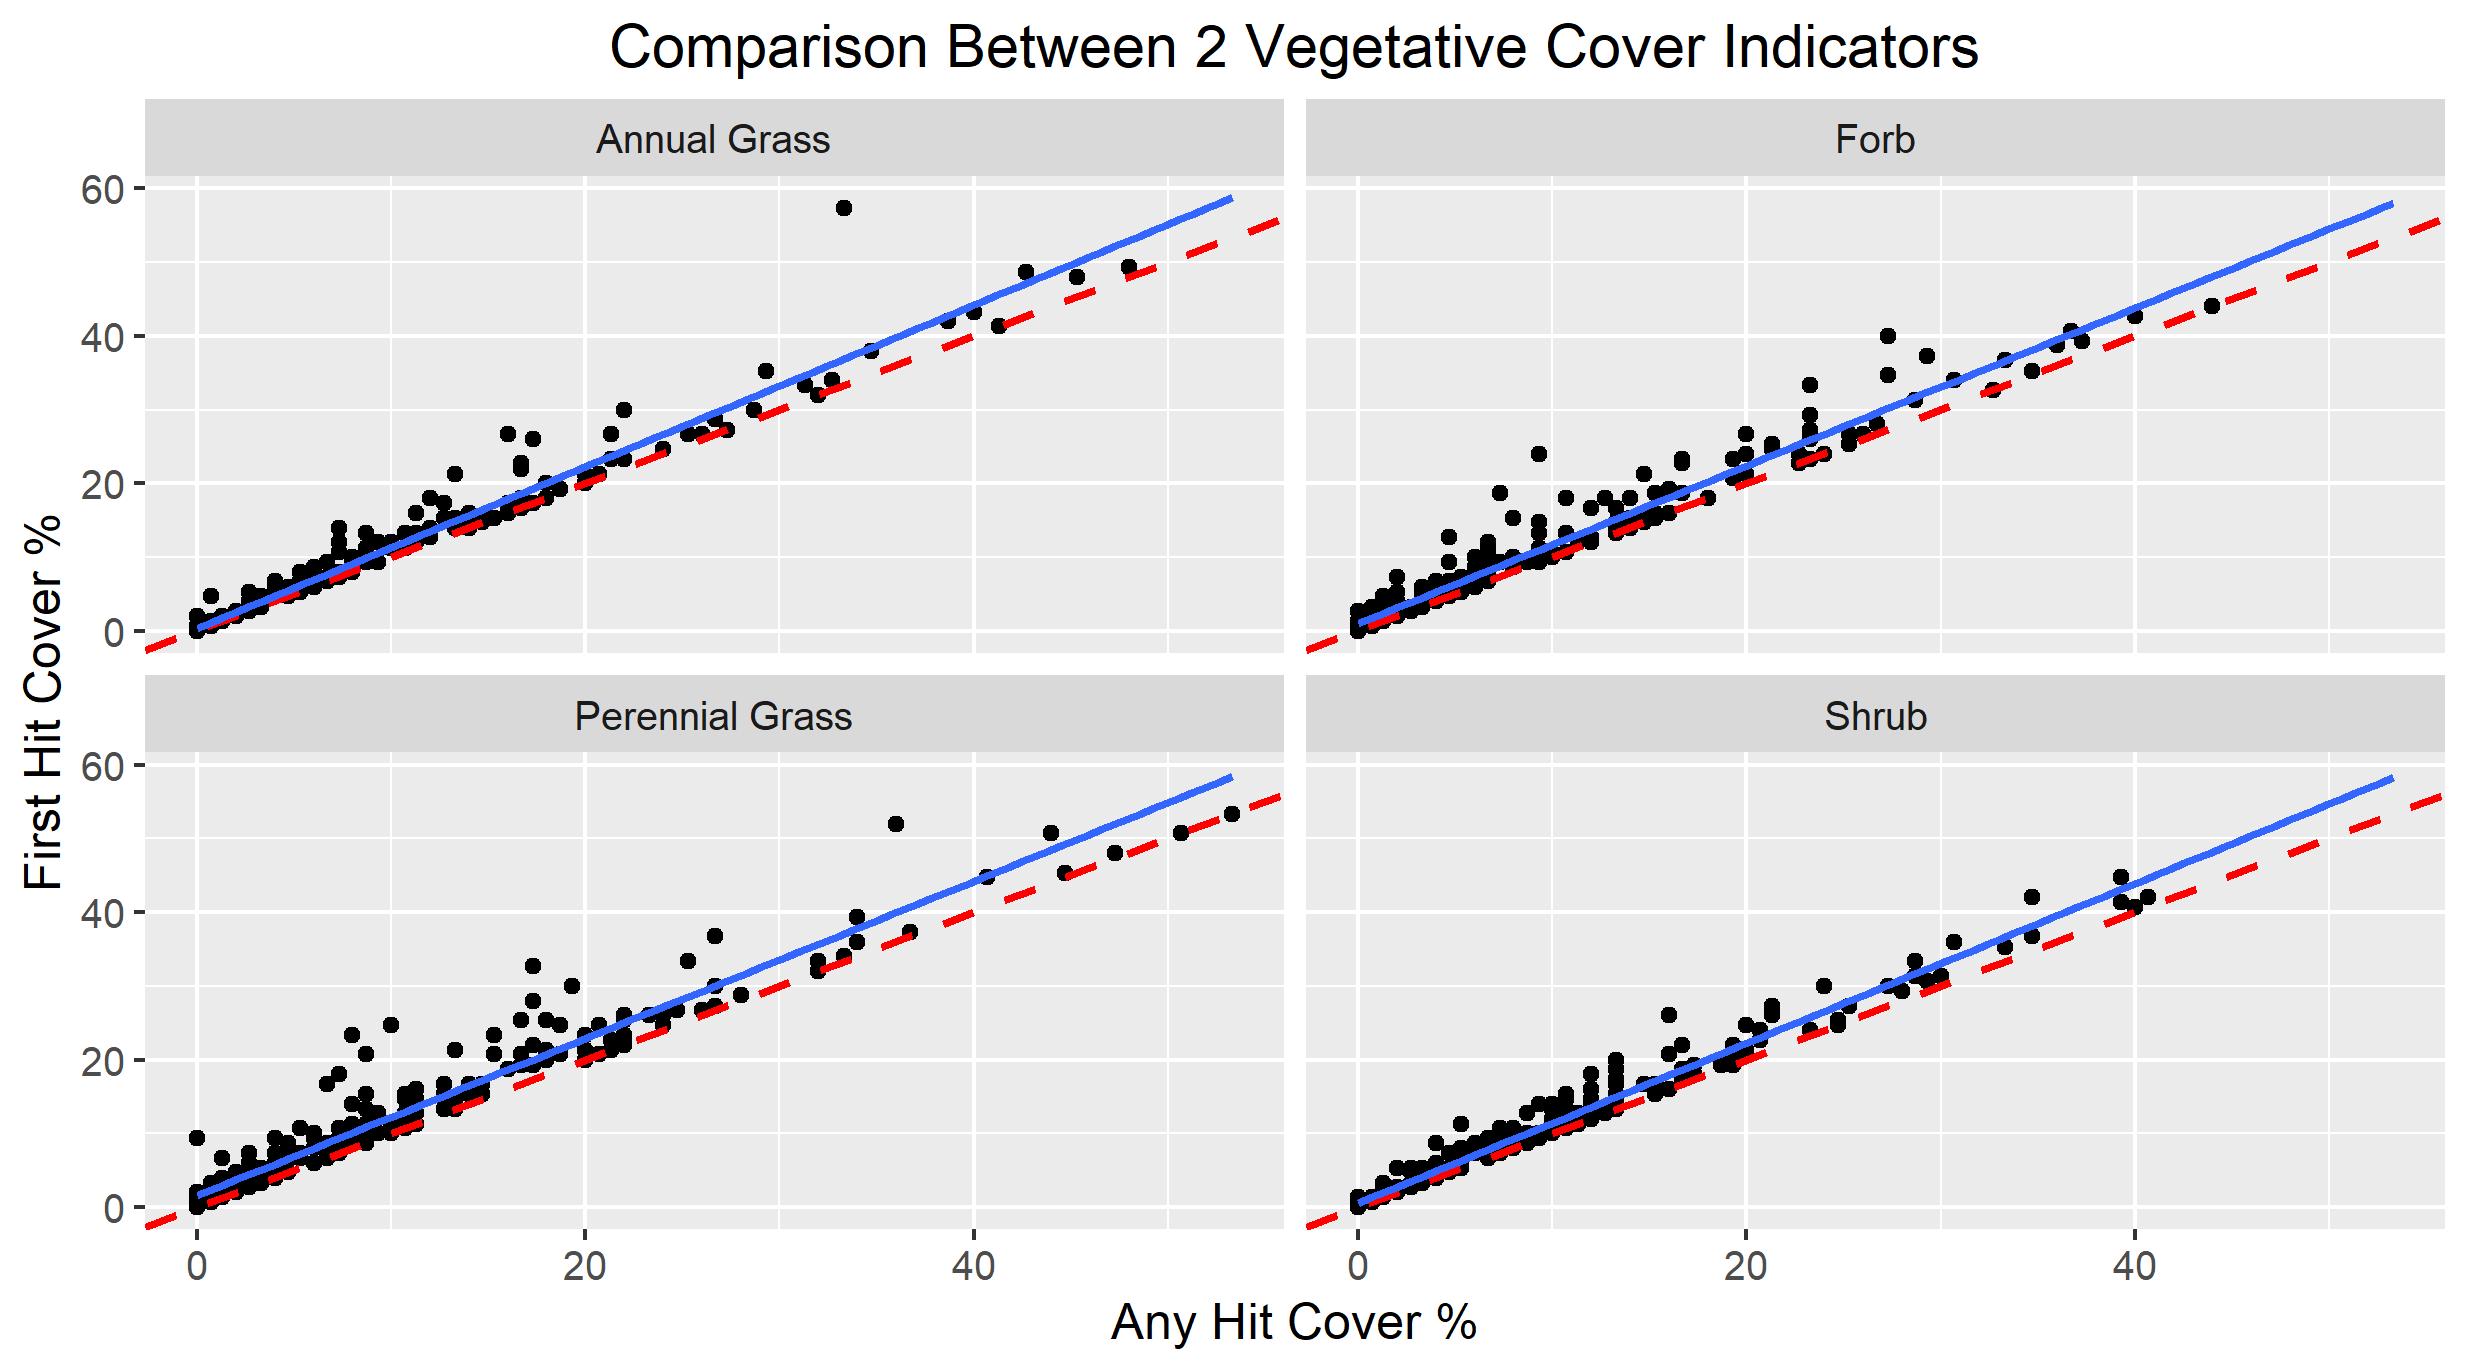 Comparison Between 2 Vegetative Cover Indicators
Annual Grass
Forb
60
40
20
0
Perennial Grass
Shrub
60
40
20
0
0
20
40
0
20
40
First Hit Cover %
Any Hit Cover %